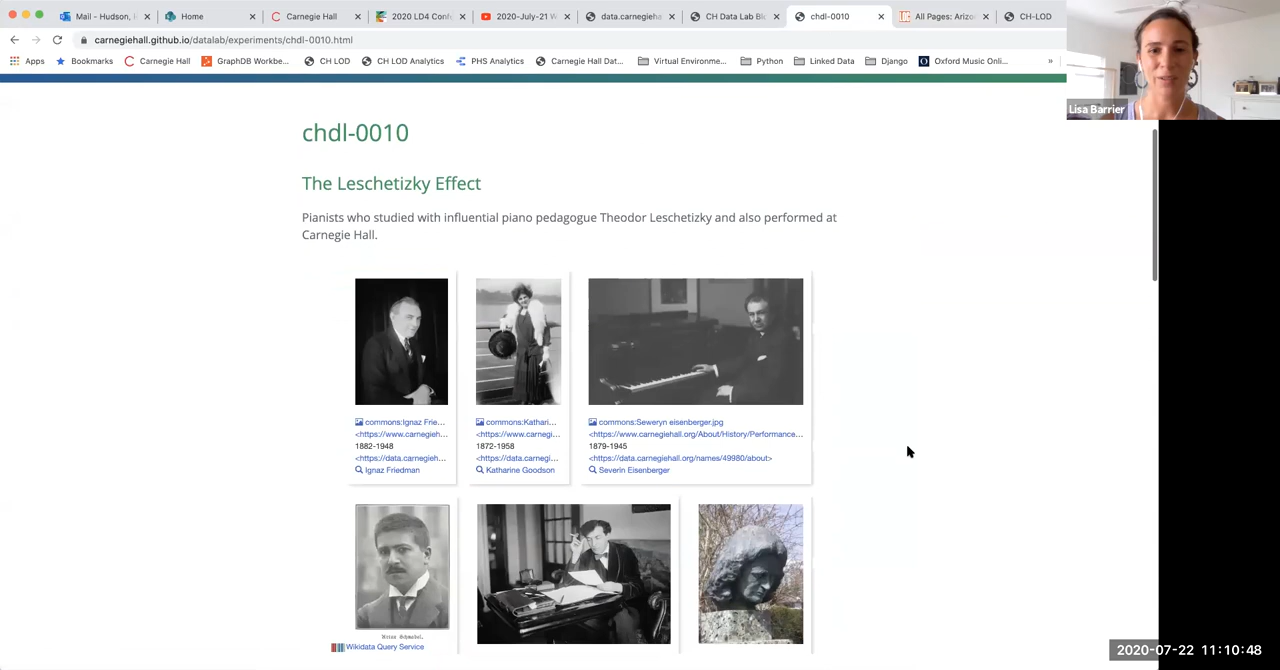 Mail - Hudson,
Home
Carnegie Hall
2020 LD4 Conf
2020-July-21 W
data.carnegieha
CH Data Lab Blo
chdl-0010
All Pages: Arizo
CH-LOD
carnegiehall.github.io/datalab/experiments/chdl-0010.html
Apps
Bookmarks
Carnegie Hall
GraphDB Workbe...
CH LOD
CH LOD Analytics
PHS Analytics
Carnegie Hall Dat...
Virtual Environme...
Python
Linked Data
Django
Oxford Music Onli...
»
Lisa Barrier
chdl-0010
The Leschetizky Effect
Pianists who studied with influential piano pedagogue Theodor Leschetizky and also performed at
Carnegie Hall.
commons:Ignaz Frie...
<https://www.carnegieh...
1882-1948
<https://data.carnegieh...
Ignaz Friedman
commons:Kathari...
<https://www.carnegi...
1872-1958
<https://data.carnegi...
Katharine Goodson
commons:Seweryn eisenberger.jpg
<https://www.carnegiehall.org/About/History/Performance...
1879-1945
<https://data.carnegiehall.org/names/49980/about>
Severin Eisenberger
Wikidata Query Service
2020-07-22 11:10:48